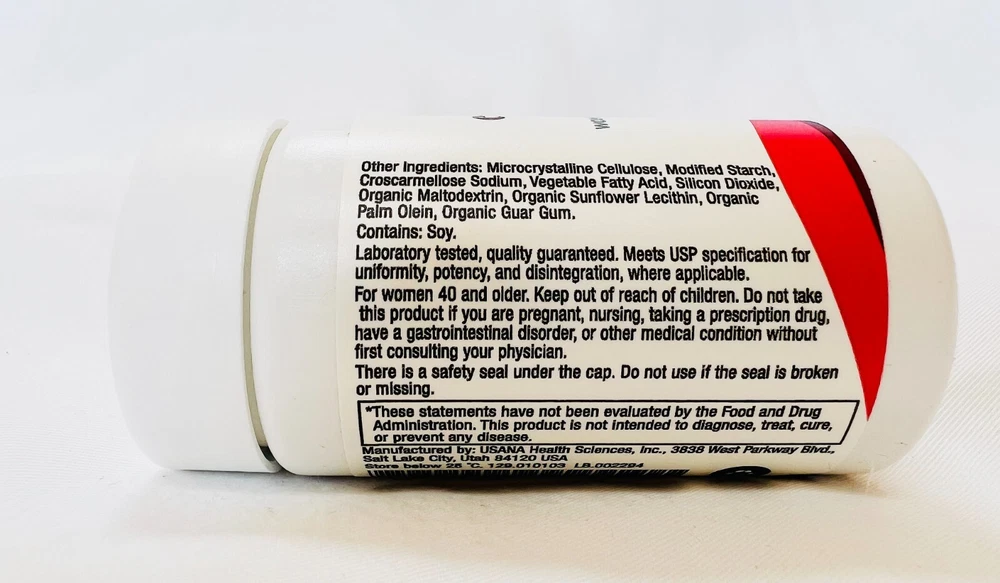 Other Ingredients: Microcrystalline Cellulose, Modified Starch,
Croscarmellose Sodium, Vegetable Fatty Acid, Silicon Dioxide,
Organic Maltodextrin, Organic Sunflower Lecithin, Organic
Palm Olein, Organic Guar Gum.
Contains: Soy.
Laboratory tested, quality guaranteed. Meets USP specification for
uniformity, potency, and disintegration, where applicable.
For women 40 and older. Keep out of reach of children. Do not take
this product if you are pregnant, nursing, taking a prescription drug,
have a gastrointestinal disorder, or other medical condition without
first consulting your physician.
There is a safety seal under the cap. Do not use if the seal is broken
or missing.
*These statements have not been evaluated by the Food and Drug
Administration. This product is not intended to diagnose, treat, cure,
or prevent any disease.
Manufactured by: USANA Health Sciences, Inc., 3838 West Parkway Blvd.,
Salt Lake City, Utah 84120 USA
Store below 25 °C. 129.010103 LB.002294